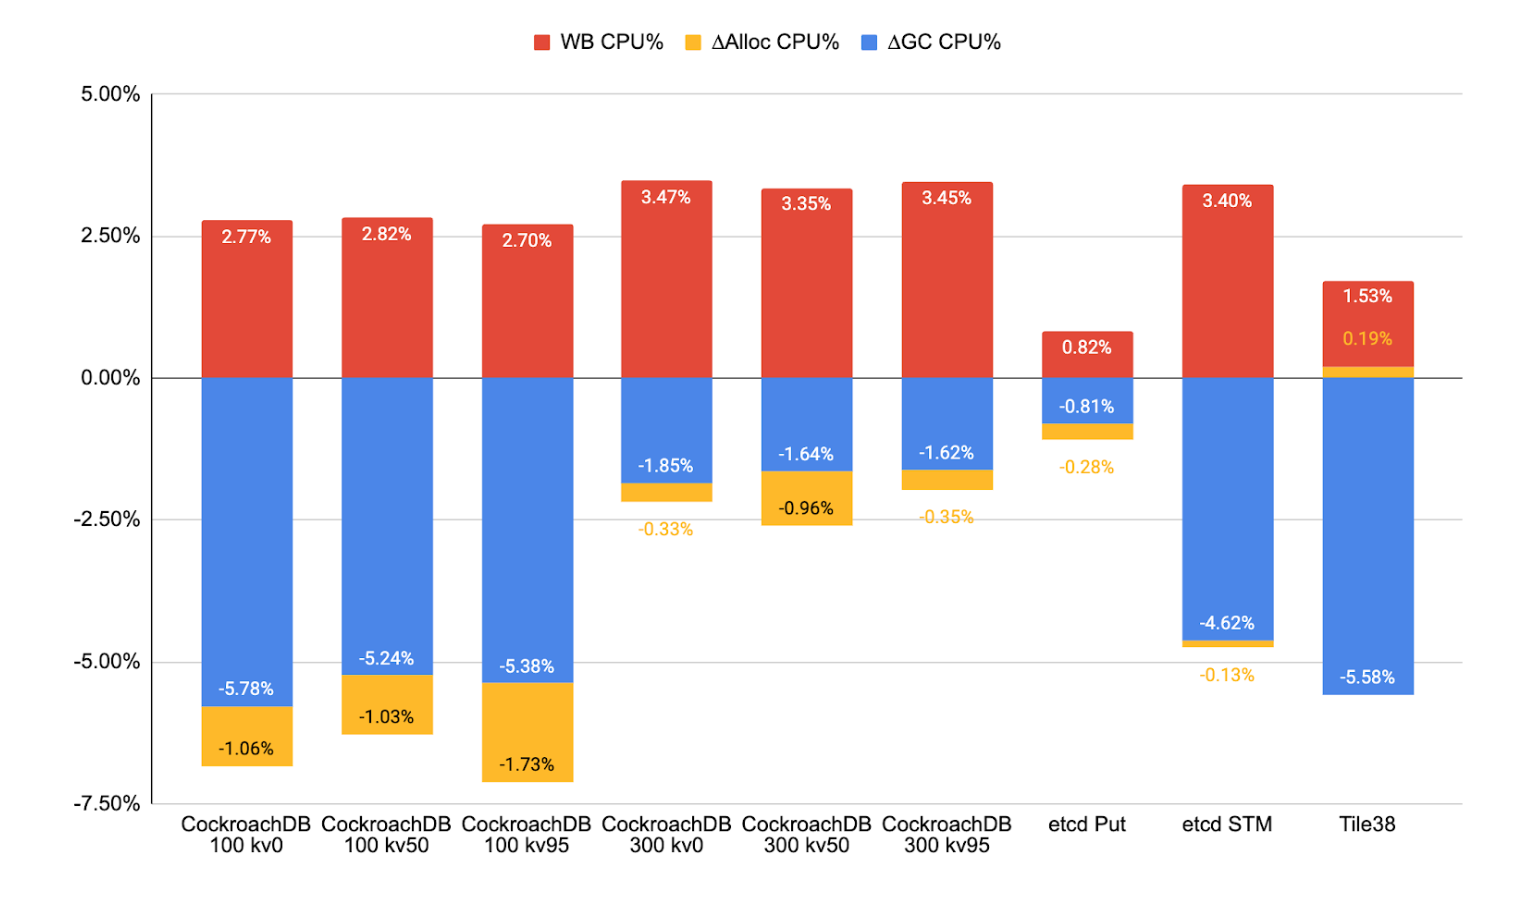 WB CPU% ΔAlloc CPU% ΔGC CPU%
5.00%
2.50%
0.00%
-2.50%
-5.00%
-7.50%
2.77%
-5.78%
-1.06%
2.82%
-5.24%
-1.03%
2.70%
-5.38%
-1.73%
3.47%
-1.85%
-0.33%
3.35%
-1.64%
-0.96%
3.45%
-1.62%
-0.35%
0.82%
-0.81%
-0.28%
3.40%
-4.62%
-0.13%
1.53%
0.19%
-5.58%
CockroachDB
100 kv0
CockroachDB
100 kv50
CockroachDB
100 kv95
CockroachDB
300 kv0
CockroachDB
300 kv50
CockroachDB
300 kv95
etcd Put
etcd STM
Tile38